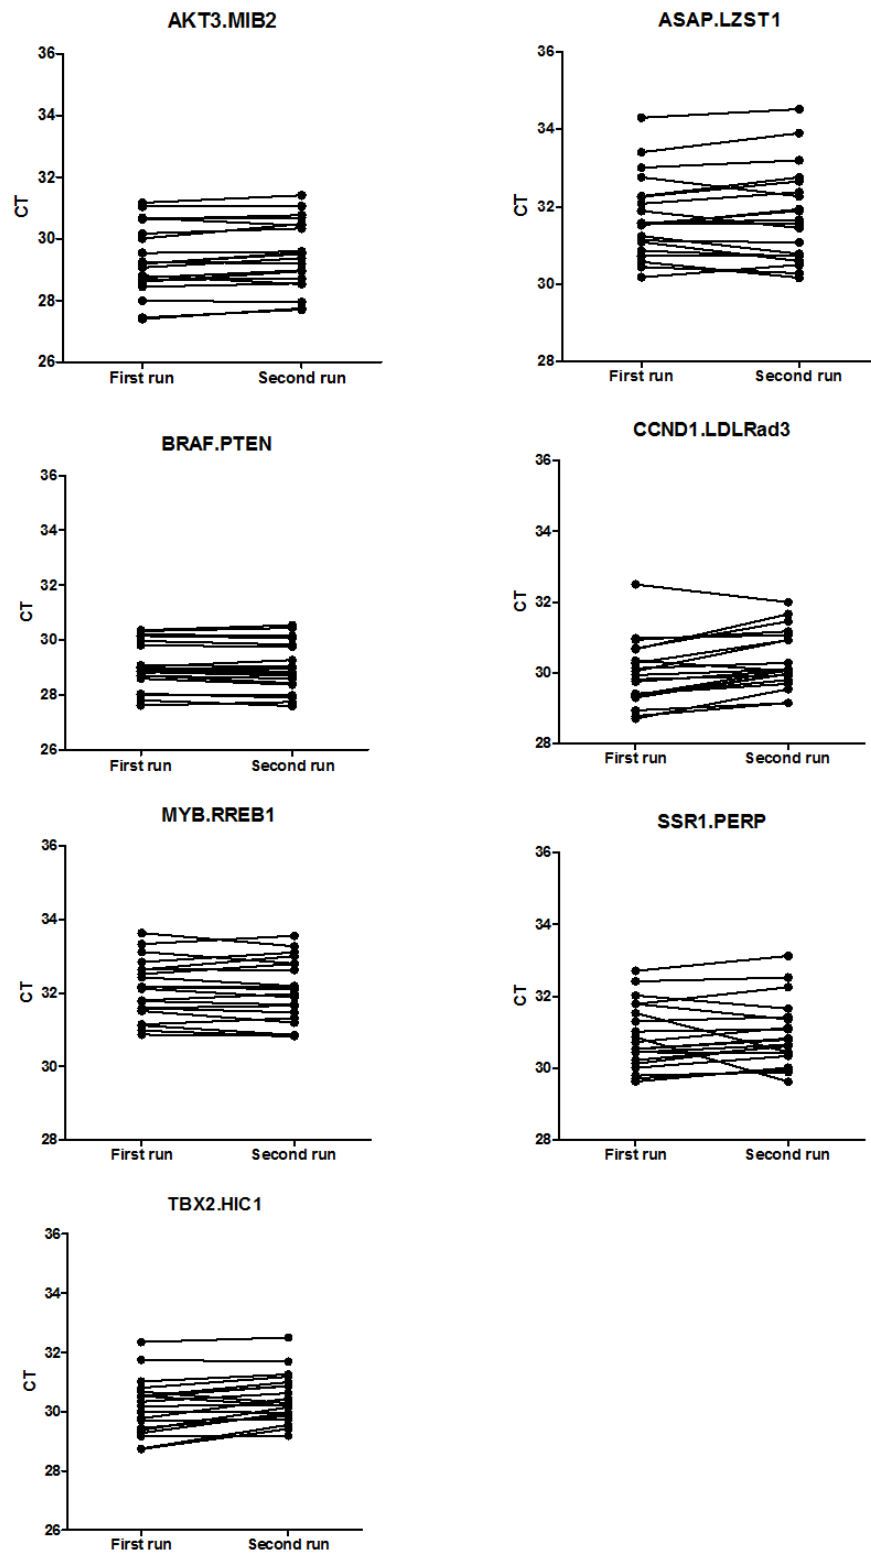 AKT3.MIB2
36
34
32
30
28
26
CT
First run Second run
ASAP.LZST1
36
34
32
30
28
CT
First run Second run
BRAF.PTEN
36
34
32
30
28
26
CT
First run Second run
CCND1.LDLRad3
36
34
32
30
28
CT
First run Second run
MYB.RREB1
36
34
32
30
28
CT
First run Second run
SSR1.PERP
36
34
32
30
28
CT
First run Second run
TBX2.HIC1
36
34
32
30
28
26
CT
First run Second run